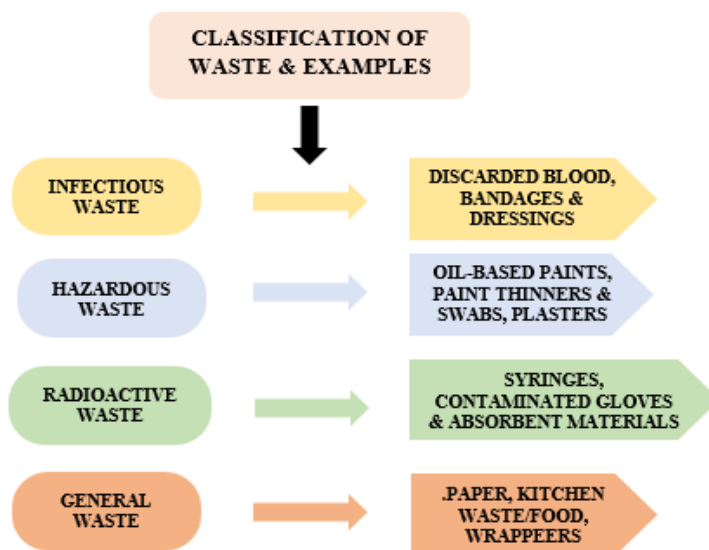 CLASSIFICATION OF
WASTE & EXAMPLES
INFECTIOUS
WASTE
DISCARDED BLOOD,
BANDAGES &
DRESSINGS
HAZARDOUS
WASTE
OIL-BASED PAINTS,
PAINT THINNERS &
SWABS, PLASTERS
RADIOACTIVE
WASTE
SYRINGES,
CONTAMINATED GLOVES
& ABSORBENT MATERIALS
GENERAL
WASTE
.PAPER, KITCHEN
WASTE/FOOD,
WRAPPEERS